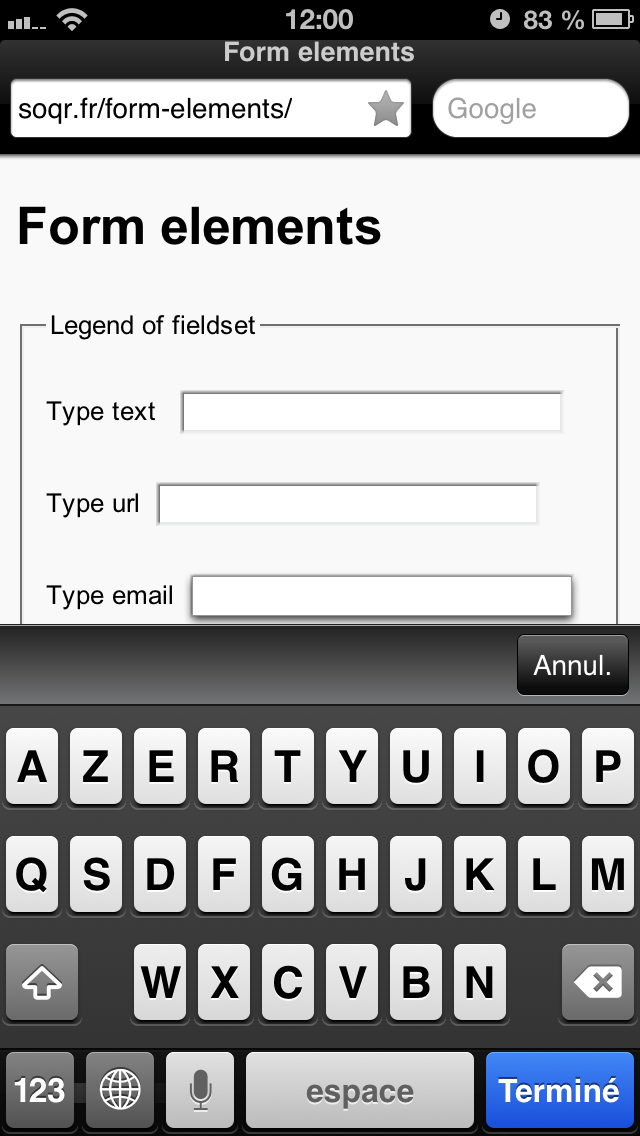 12:00 83 %
Form elements
soqr.fr/form-elements/ Google
Form elements
Legend of fieldset
Type text
Type url
Type email
Annul.
A Z E R T Y U I O P
Q S D F G H J K L M
W X C V B N
123 espace Terminé